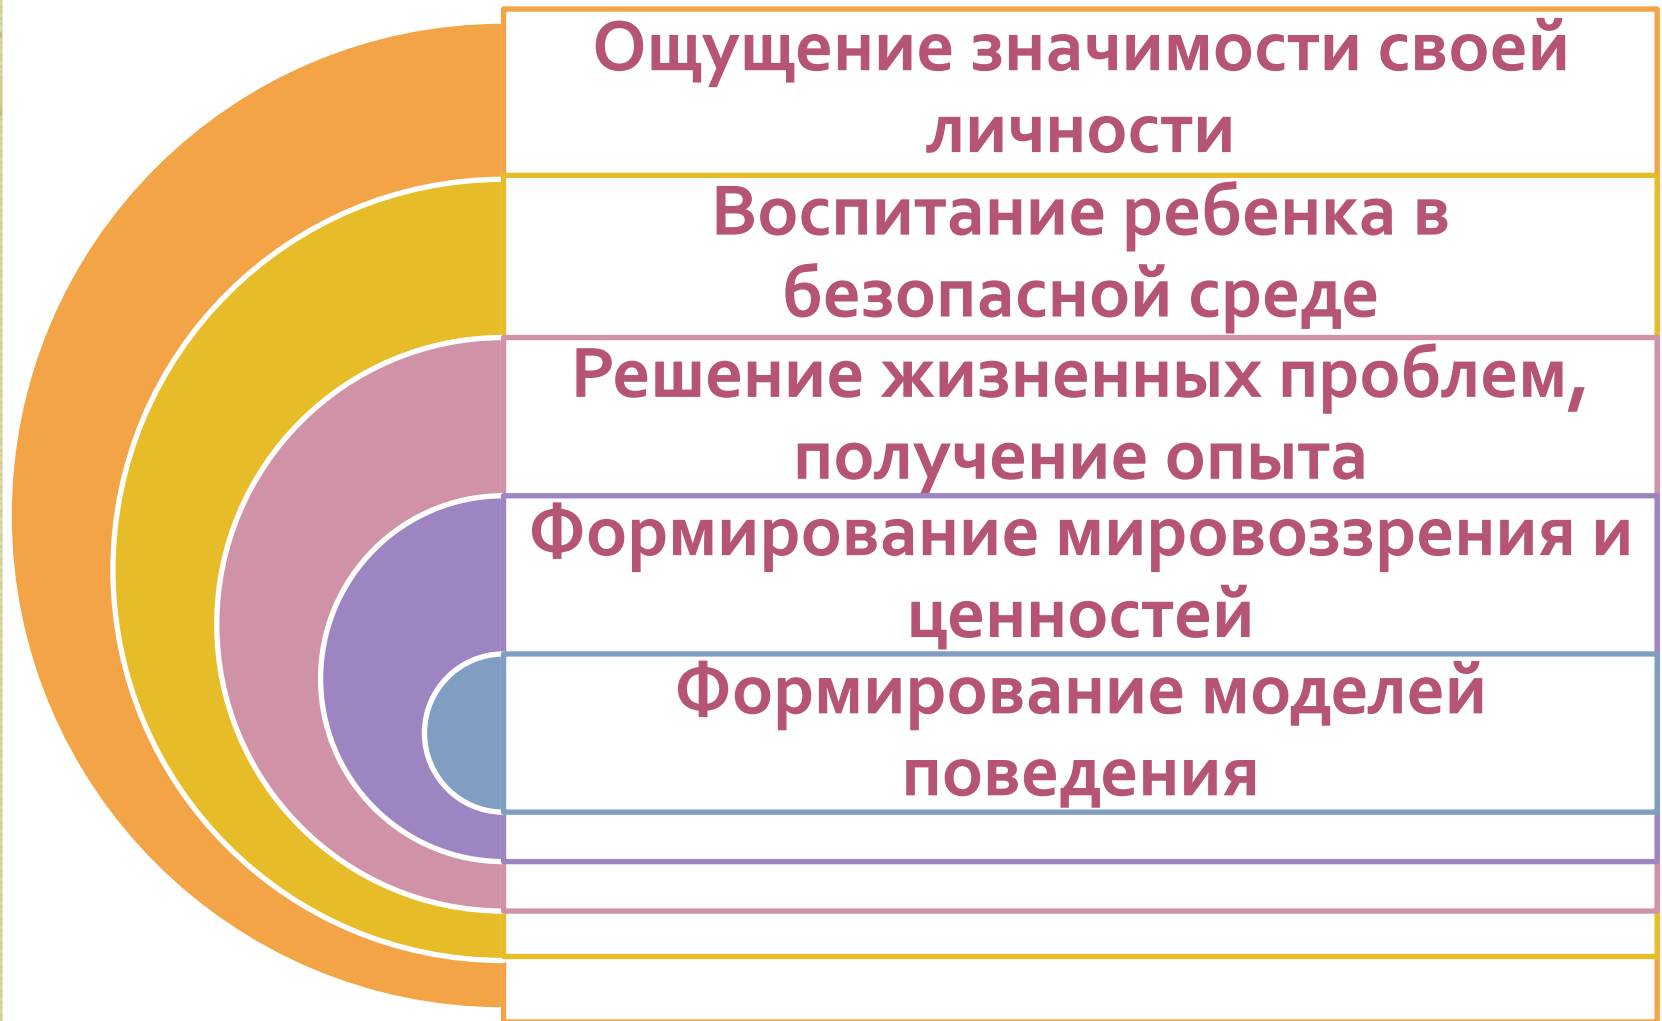 Ощущение значимости своей
личности
Воспитание ребенка в
безопасной среде
Решение жизненных проблем,
получение опыта
Формирование мировоззрения и
ценностей
Формирование моделей
поведения